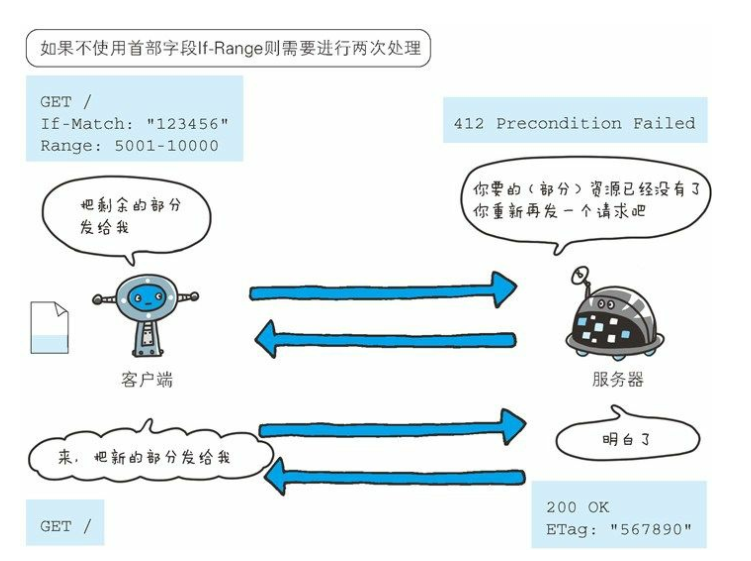 如果不使用首部字段If-Range则需要进行两次处理
GET /
If-Match: "123456"
Range: 5001-10000
412 Precondition Failed
把剩余的部分
发给我
你要的（部分）资源已经没有了
你重新再发一个请求吧
客户端
服务器
来，把新的部分发给我
明白了
GET /
200 OK
ETag: "567890"